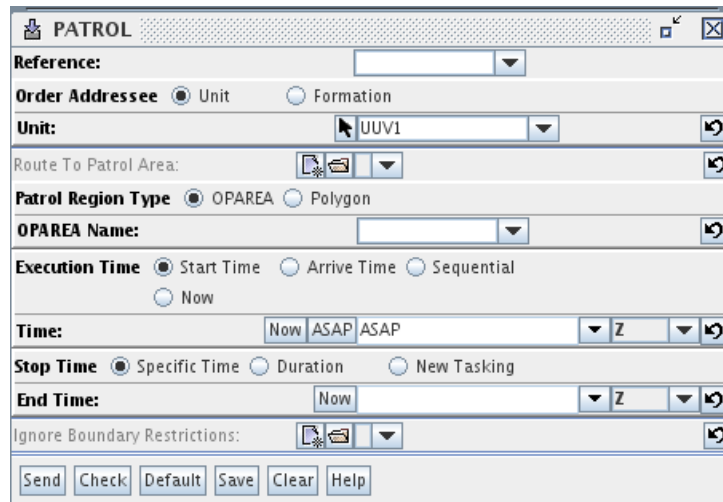 PATROL
Reference:
Order Addressee Unit Formation
Unit: UUV1
Route To Patrol Area:
Patrol Region Type OPAREA Polygon
OPAREA Name:
Execution Time Start Time Arrive Time Sequential
Now
Time: Now ASAP ASAP Z
Stop Time Specific Time Duration New Tasking
End Time: Now Z
Ignore Boundary Restrictions:
Send Check Default Save Clear Help